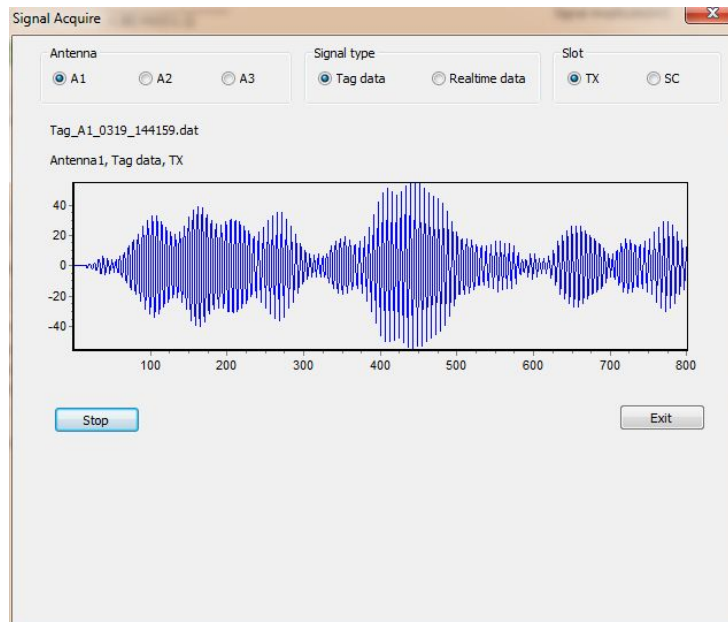 Signal Acquire
Antenna
A1 A2 A3
Signal type
Tag data Realtime data
Slot
TX SC
Tag_A1_0319_144159.dat
Antenna1, Tag data, TX
40
20
0
-20
-40
100 200 300 400 500 600 700 800
Stop Exit